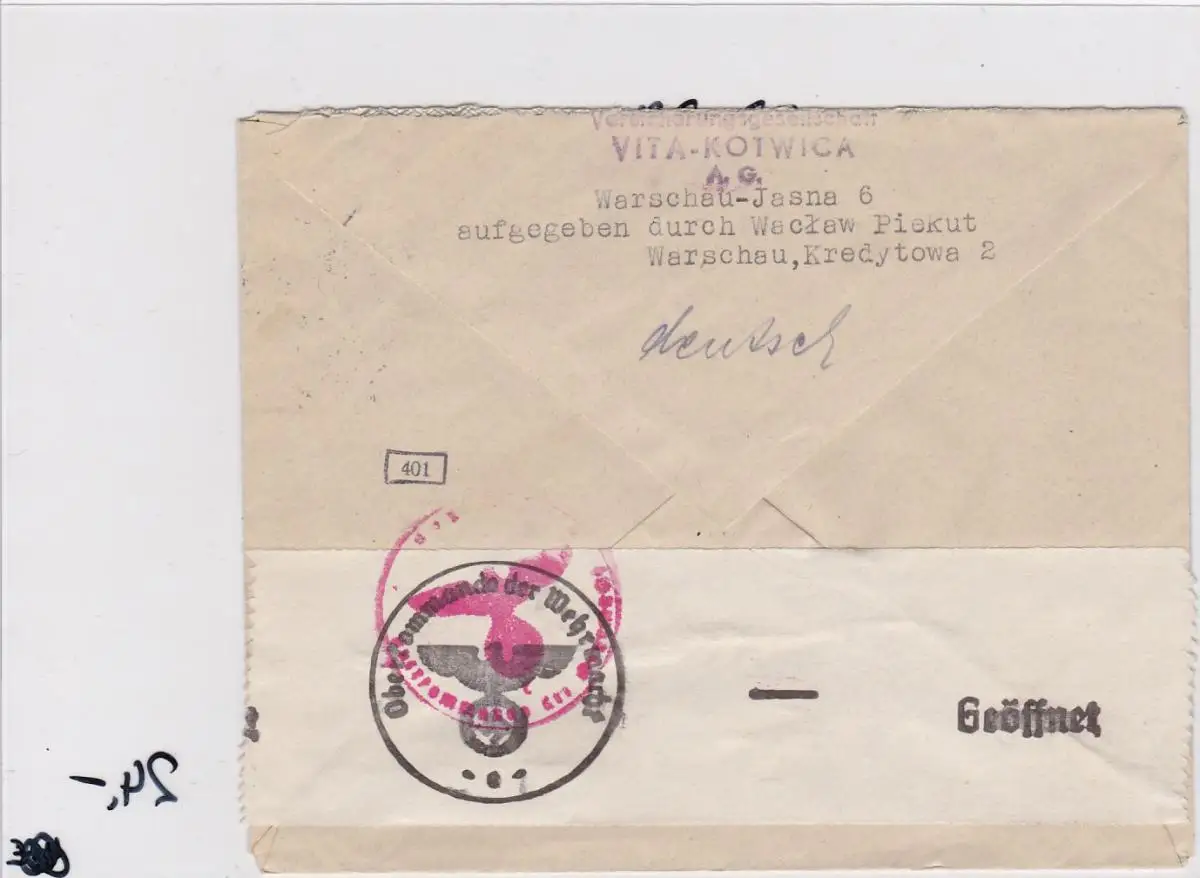 Versicherungsgesellschaft
VITA-KOTWICA
A. G.
Warschau-Jasna 6
aufgegeben durch Wacław Piekut
Warschau,Kredytowa 2
deutsch
401
Oberkommando der Wehrmacht
e
Geöffnet
24,-